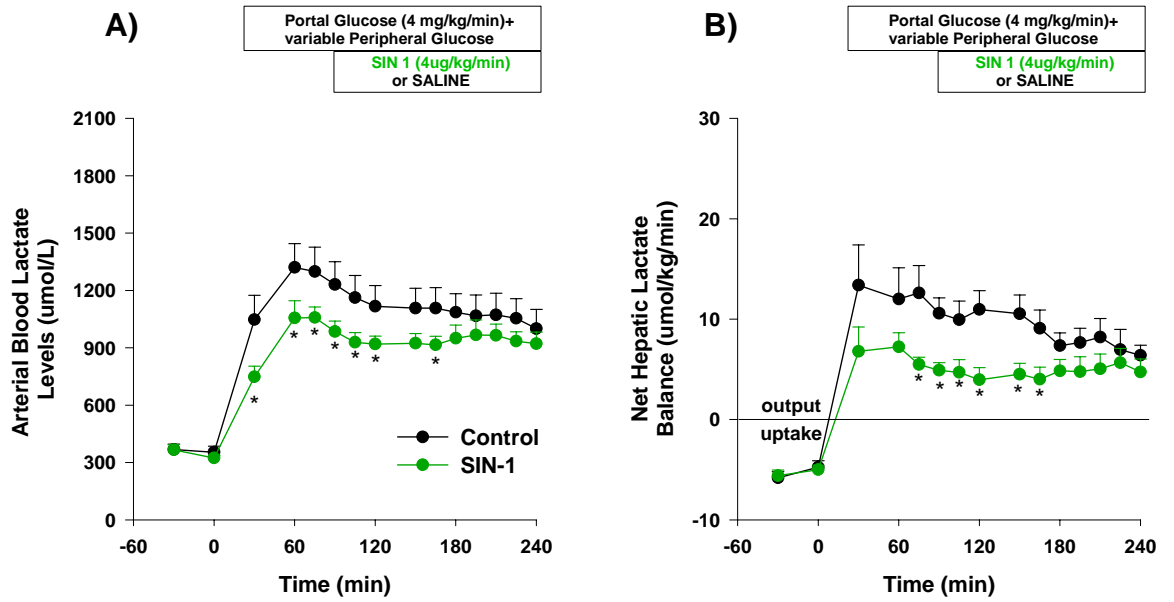 A)
Portal Glucose (4 mg/kg/min)+
variable Peripheral Glucose
SIN 1 (4ug/kg/min)
or SALINE
2100
1800
1500
1200
900
600
300
0
Arterial Blood Lactate
Levels (umol/L)
* * * * * * * *
Control
SIN-1
-60 0 60 120 180 240
Time (min)
B)
Portal Glucose (4 mg/kg/min)+
variable Peripheral Glucose
SIN 1 (4ug/kg/min)
or SALINE
30
20
10
0
-10
Net Hepatic Lactate
Balance (umol/kg/min)
output
uptake
* * * * * *
-60 0 60 120 180 240
Time (min)